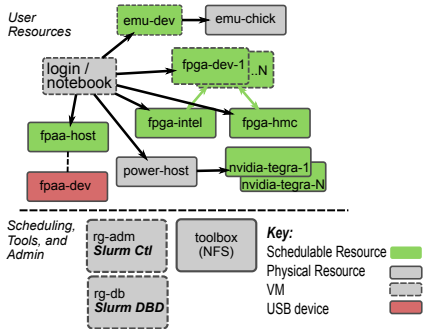 User
Resources
emu-dev
emu-chick
login /
notebook
fpga-dev-1
..N
fpaa-host
fpga-intel
fpga-hmc
fpaa-dev
power-host
nvidia-tegra-1
nvidia-tegra-N
Scheduling,
Tools, and
Admin
rg-adm
Slurm Ctl
toolbox
(NFS)
rg-db
Slurm DBD
Key:
Schedulable Resource
Physical Resource
VM
USB device